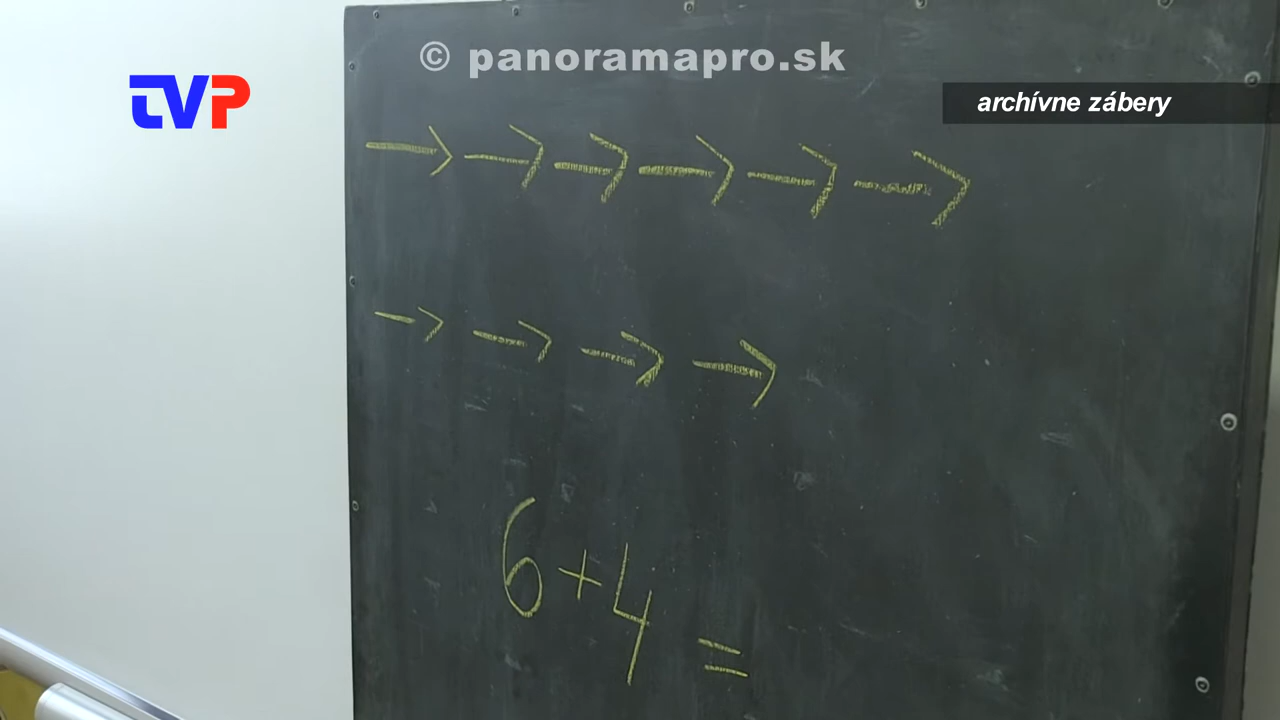 © panoramapro.sk
TVP
archívne zábery
→ → → → → →
→ → → →
6+4 =